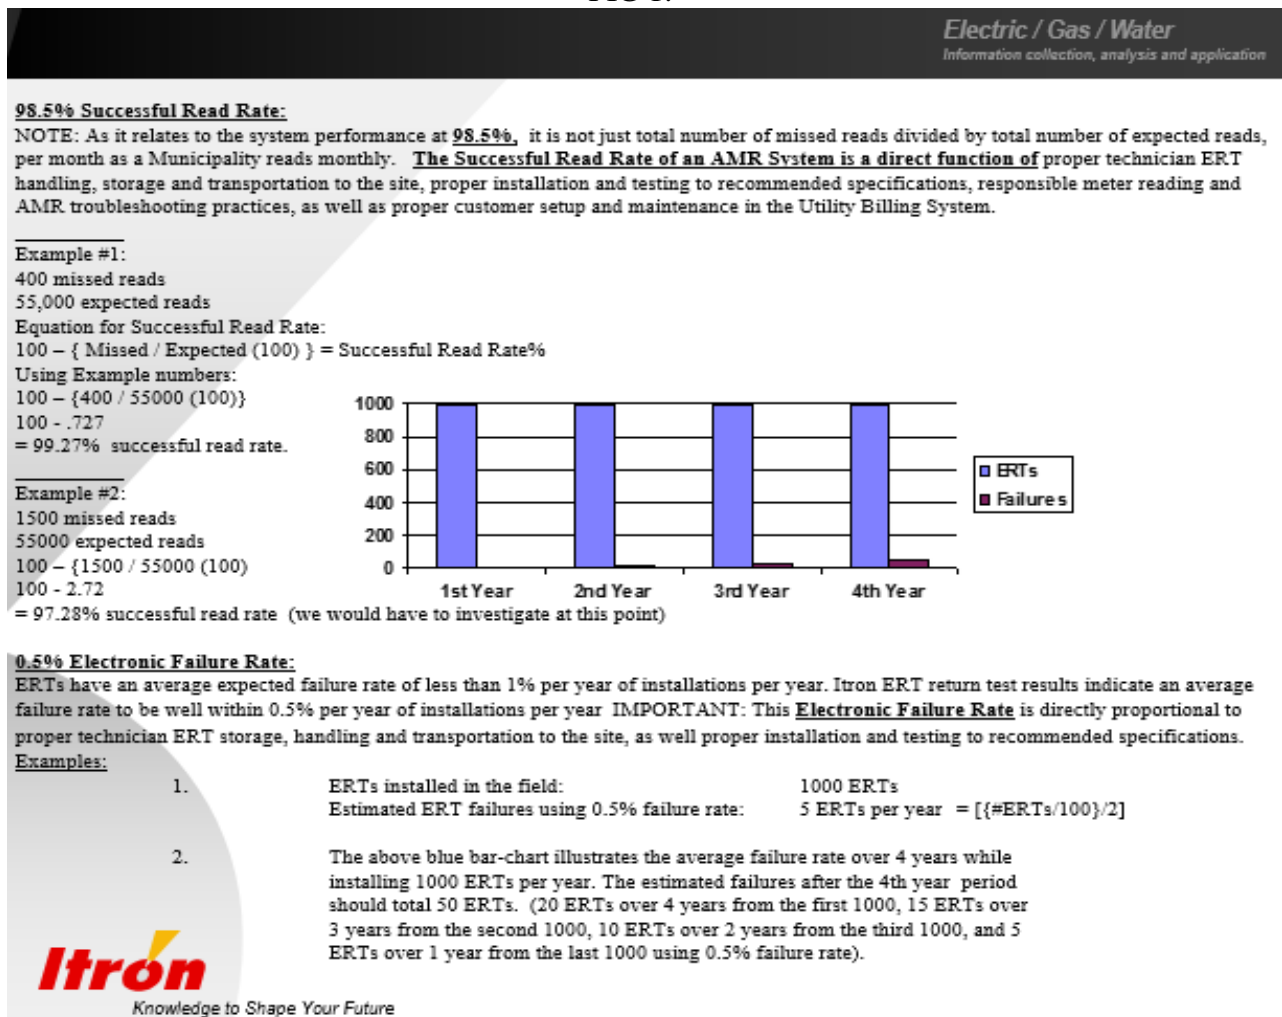 Electric / Gas / Water
Information collection, analysis and application
98.5% Successful Read Rate:
NOTE: As it relates to the system performance at 98.5%, it is not just total number of missed reads divided by total number of expected reads,
per month as a Municipality reads monthly. The Successful Read Rate of an AMR System is a direct function of proper technician ERT
handling, storage and transportation to the site, proper installation and testing to recommended specifications, responsible meter reading and
AMR troubleshooting practices, as well as proper customer setup and maintenance in the Utility Billing System.
Example #1:
400 missed reads
55,000 expected reads
Equation for Successful Read Rate:
100 – { Missed / Expected (100) } = Successful Read Rate%
Using Example numbers:
100 – {400 / 55000 (100)}
100 - .727
= 99.27% successful read rate.
Example #2:
1500 missed reads
55000 expected reads
100 – {1500 / 55000 (100)
100 - 2.72
= 97.28% successful read rate (we would have to investigate at this point)
1000
800
600
400
200
0
1st Year 2nd Year 3rd Year 4th Year
ERTs
Failures
0.5% Electronic Failure Rate:
ERTs have an average expected failure rate of less than 1% per year of installations per year. Itron ERT return test results indicate an average
failure rate to be well within 0.5% per year of installations per year IMPORTANT: This Electronic Failure Rate is directly proportional to
proper technician ERT storage, handling and transportation to the site, as well proper installation and testing to recommended specifications.
Examples:
1. ERTs installed in the field: 1000 ERTs
Estimated ERT failures using 0.5% failure rate: 5 ERTs per year = [{#ERTs/100}/2]
2. The above blue bar-chart illustrates the average failure rate over 4 years while
installing 1000 ERTs per year. The estimated failures after the 4th year period
should total 50 ERTs. (20 ERTs over 4 years from the first 1000, 15 ERTs over
3 years from the second 1000, 10 ERTs over 2 years from the third 1000, and 5
ERTs over 1 year from the last 1000 using 0.5% failure rate).
Itron
Knowledge to Shape Your Future